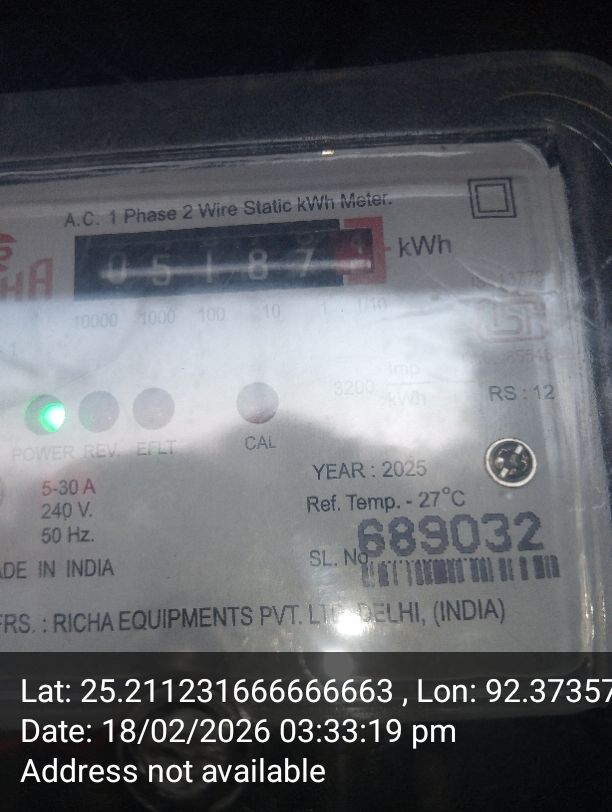 A.C. 1 Phase 2 Wire Static kWh Meter.
0 5 1 8 7
kWh
10000 1000 100 10 1 1/10
3200 Imp
kWh
RS : 12
POWER REV. EFLT
CAL
5-30 A
240 V.
50 Hz.
YEAR : 2025
Ref. Temp. - 27°C
689032
SL. No
ADE IN INDIA
FRS. : RICHA EQUIPMENTS PVT. LTD. DELHI, (INDIA)
Lat: 25.211231666666663 , Lon: 92.37357
Date: 18/02/2026 03:33:19 pm
Address not available